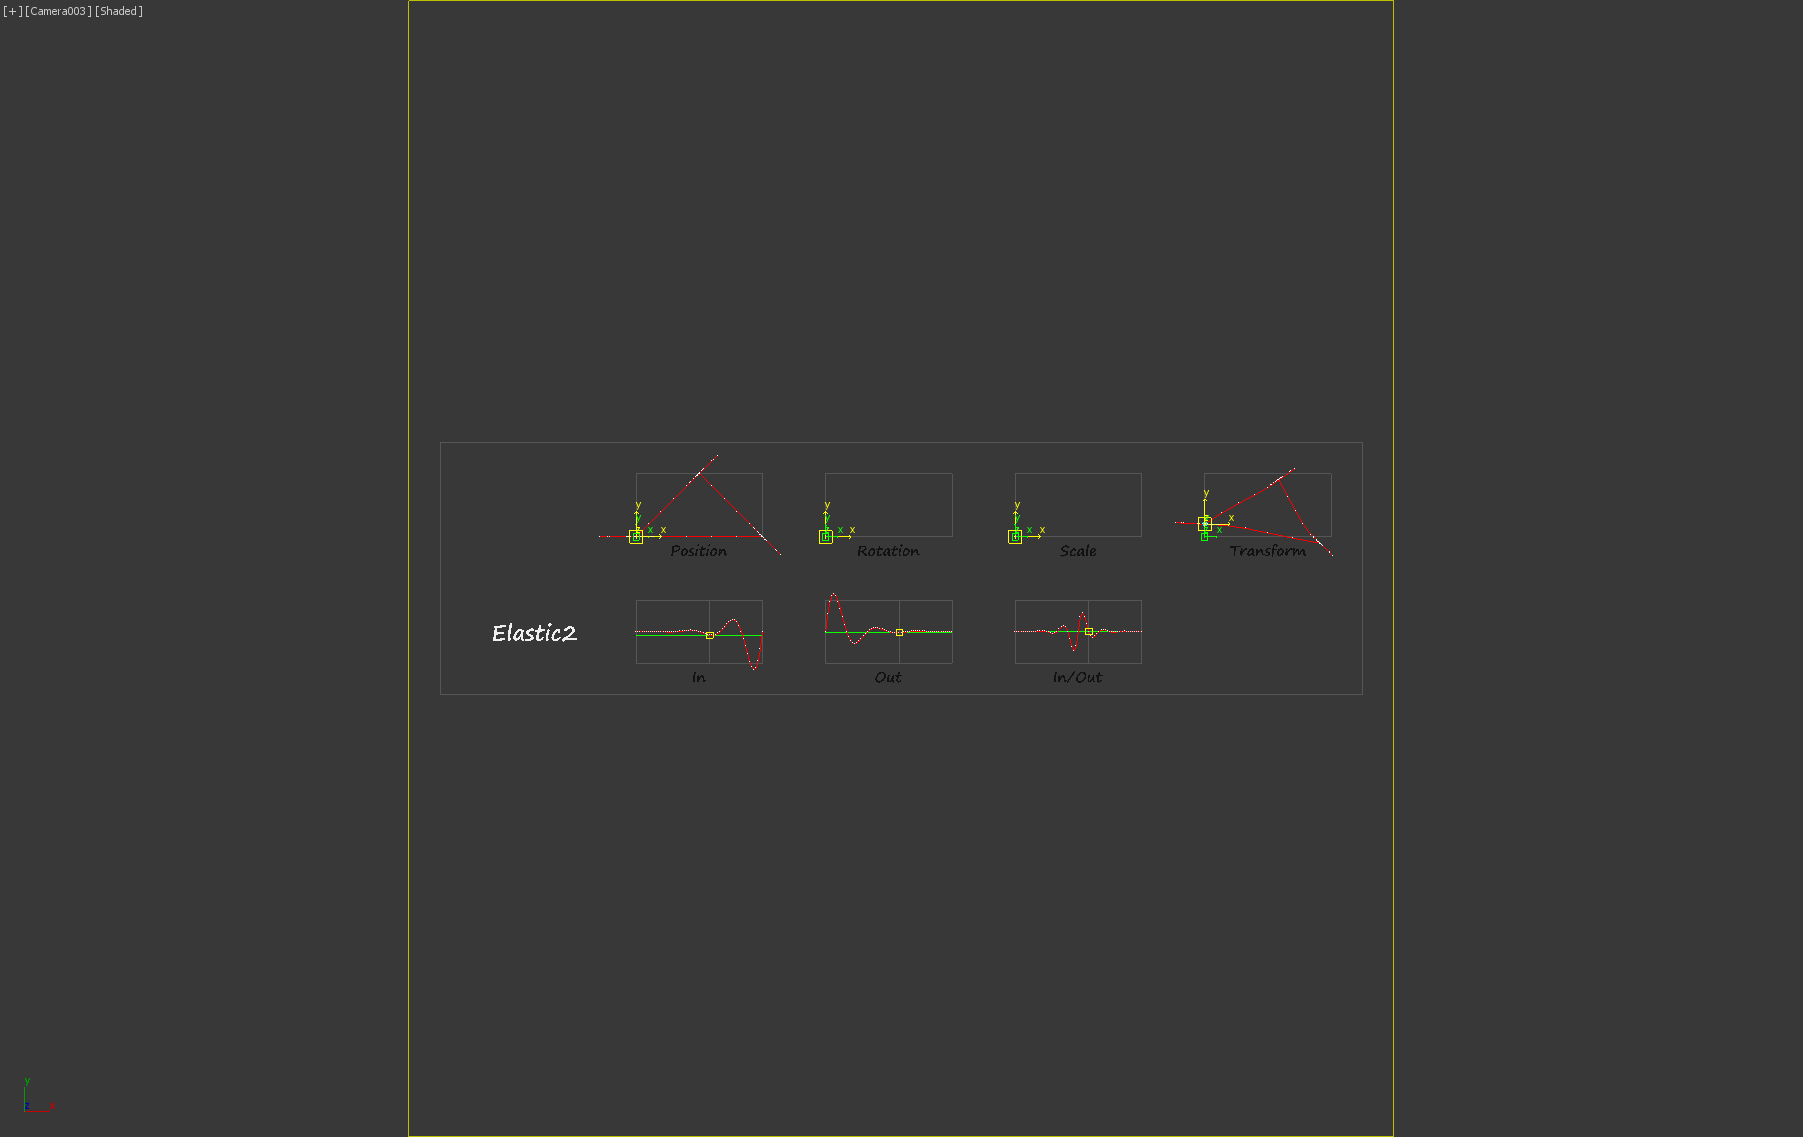 [+] [Camera003] [Shaded]
y y y y
y x x y x x y x x x
x
Position Rotation Scale Transform
Elastic2
In Out In/Out
y
z x